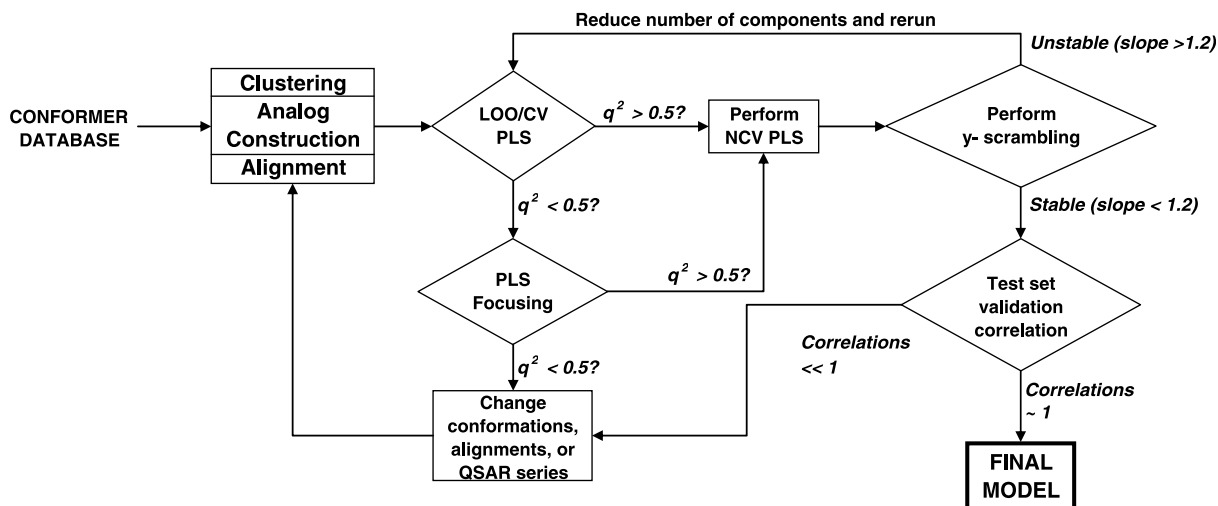 Reduce number of components and rerun
Unstable (slope >1.2)
CONFORMER
DATABASE
Clustering
Analog
Construction
Alignment
LOO/CV
PLS
q² > 0.5?
Perform
NCV PLS
Perform
y- scrambling
q² < 0.5?
Stable (slope < 1.2)
PLS
Focusing
q² > 0.5?
Test set
validation
correlation
q² < 0.5?
Correlations
<< 1
Change
conformations,
alignments, or
QSAR series
Correlations
~ 1
FINAL
MODEL